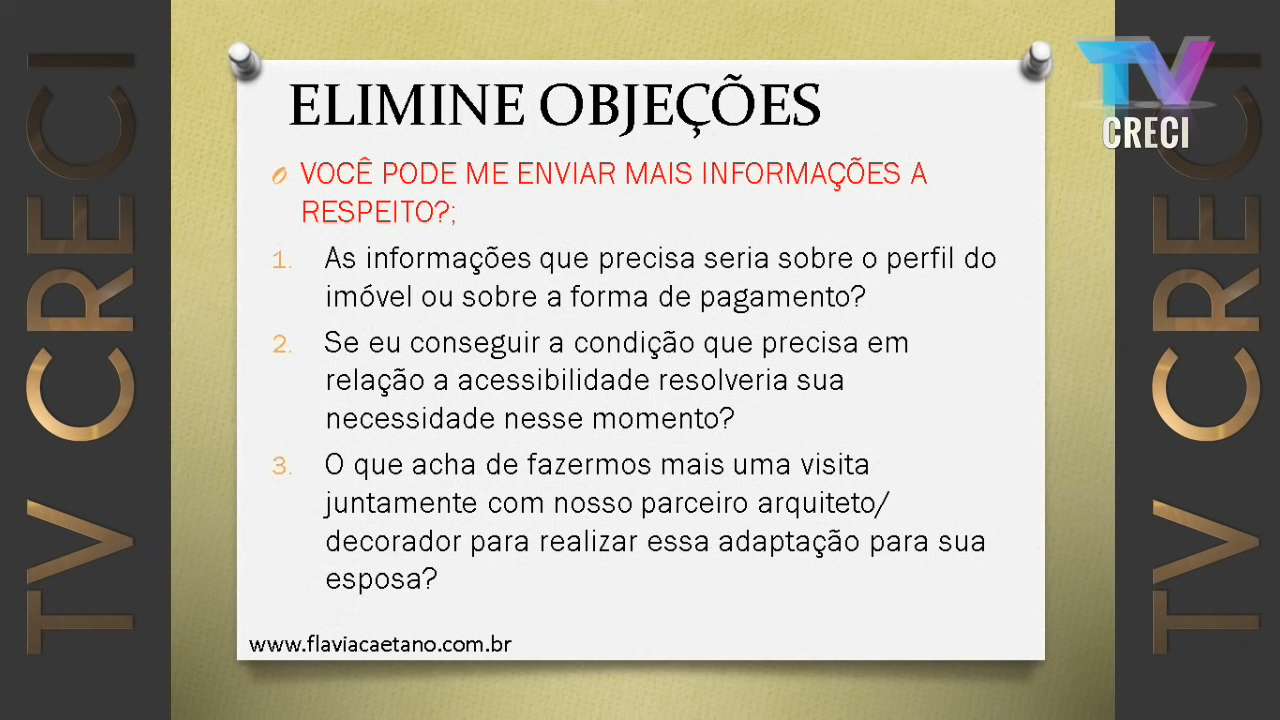 TV CRECI
TV
CRECI
TV CRECI
ELIMINE OBJEÇÕES
VOCÊ PODE ME ENVIAR MAIS INFORMAÇÕES A
RESPEITO?;
1. As informações que precisa seria sobre o perfil do
imóvel ou sobre a forma de pagamento?
2. Se eu conseguir a condição que precisa em
relação a acessibilidade resolveria sua
necessidade nesse momento?
3. O que acha de fazermos mais uma visita
juntamente com nosso parceiro arquiteto/
decorador para realizar essa adaptação para sua
esposa?
www.flaviacaetano.com.br